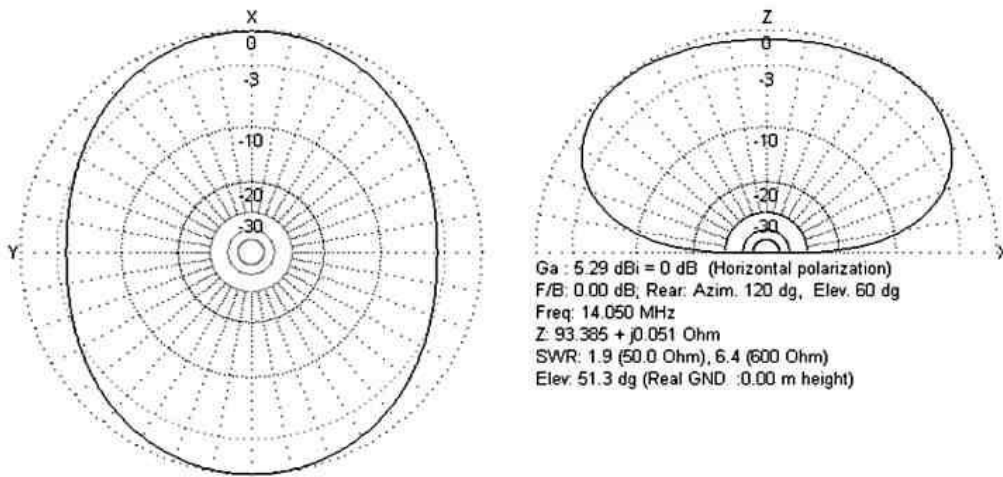 X
0
-3
-10
-20
-30
Y
Z
0
-3
-10
-20
-30
X
Ga : 5.29 dBi = 0 dB (Horizontal polarization)
F/B: 0.00 dB; Rear: Azim. 120 dg, Elev. 60 dg
Freq: 14.050 MHz
Z: 93.385 + j0.051 Ohm
SWR: 1.9 (50.0 Ohm), 6.4 (600 Ohm)
Elev: 51.3 dg (Real GND :0.00 m height)